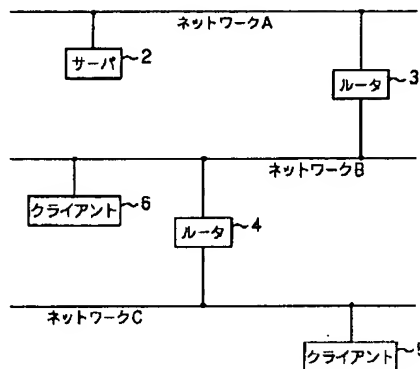 ネットワークA
サーバ 2
ルータ 3
ネットワークB
クライアント 6
ルータ 4
ネットワークC
クライアント 5